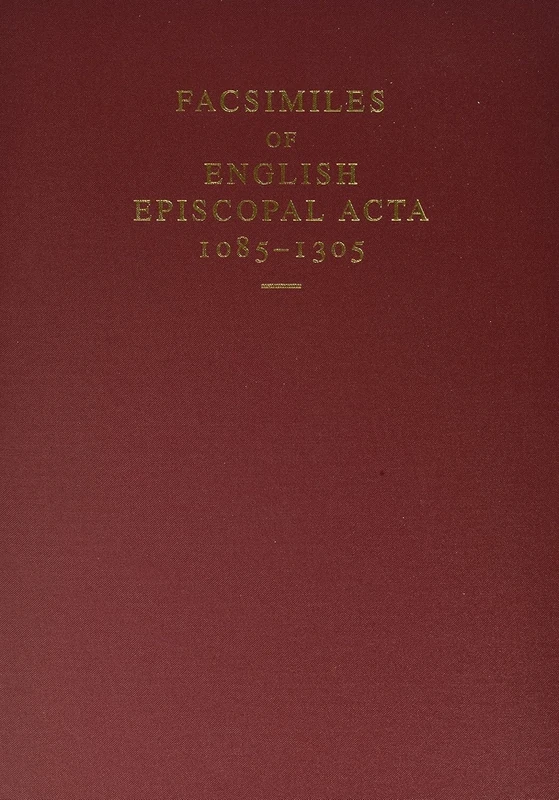 FACSIMILES
OF
ENGLISH
EPISCOPAL ACTA
1085–1305